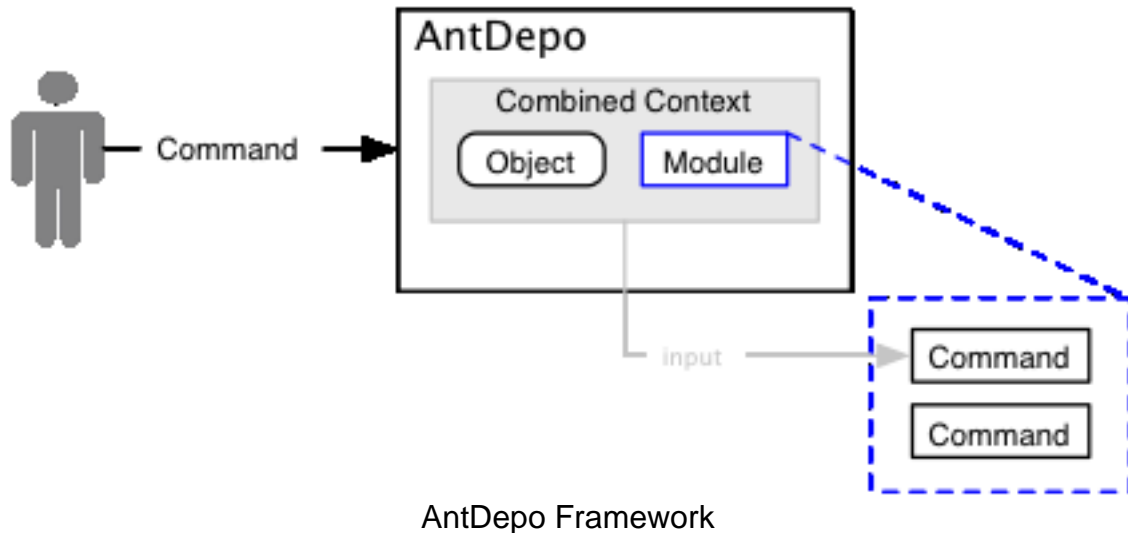 AntDepo
Combined Context
Command
Object
Module
input
Command
Command
AntDepo Framework